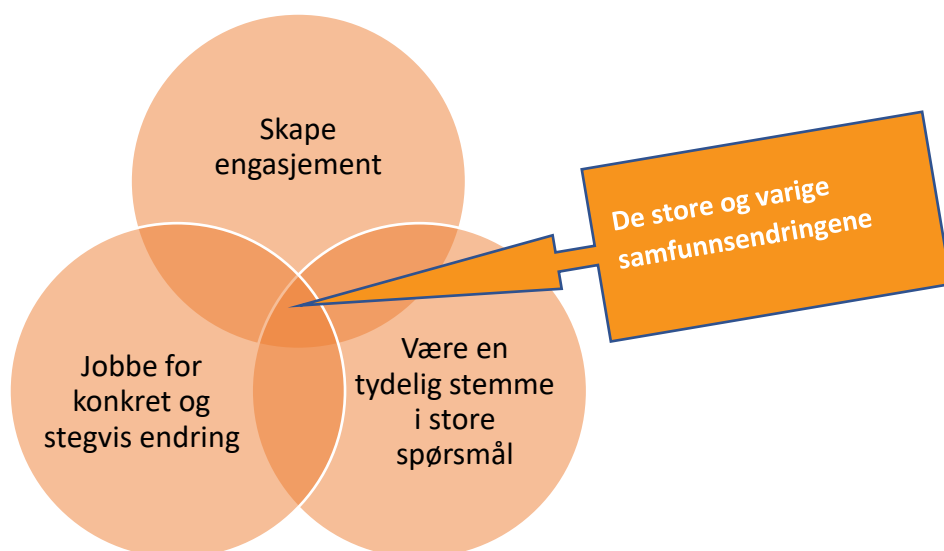 Skape
engasjement
De store og varige
samfunnsendringene
Jobbe for
konkret og
stegvis endring
Være en
tydelig stemme
i store
spørsmål